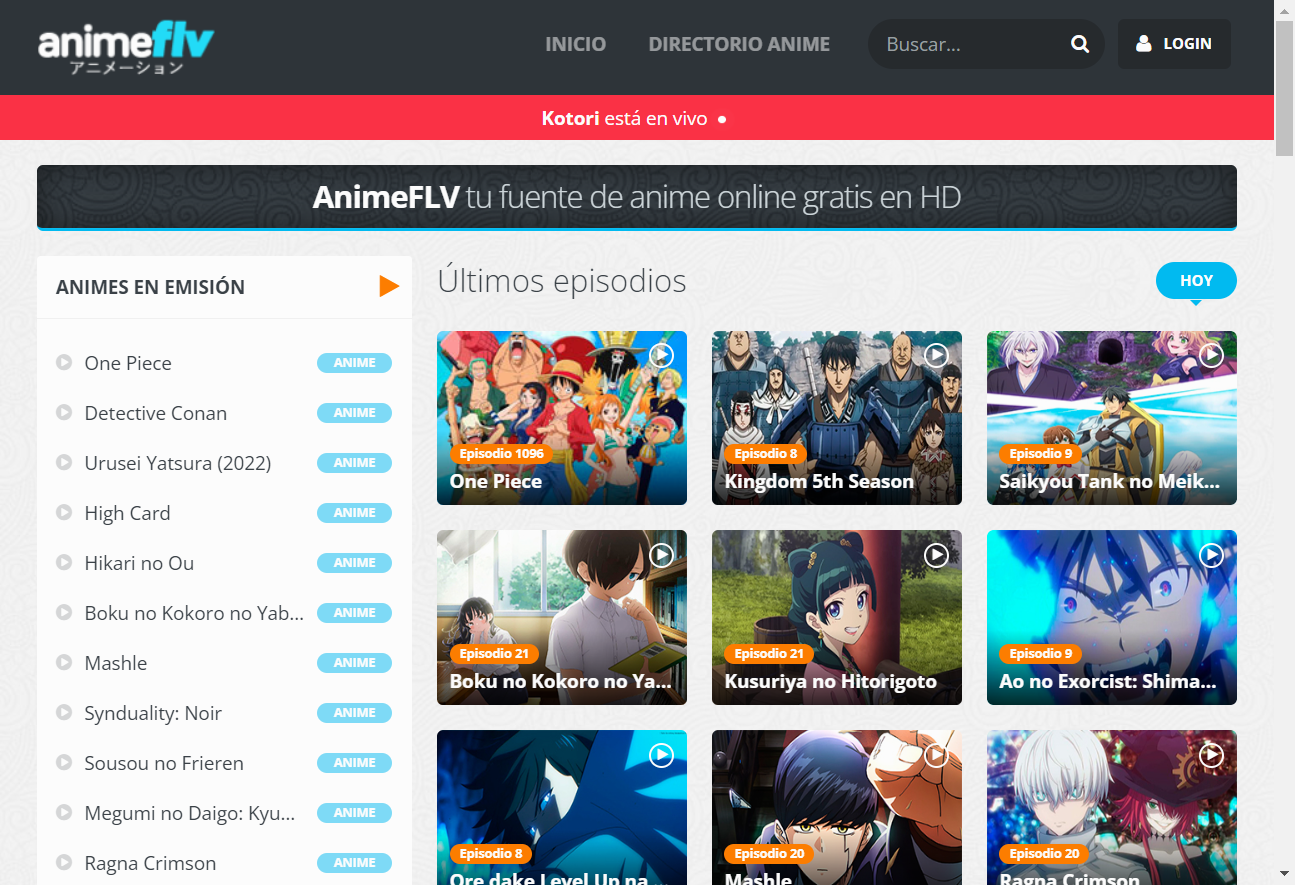 animeflv
アニメーション
INICIO
DIRECTORIO ANIME
Buscar...
LOGIN
Kotori está en vivo
AnimeFLV tu fuente de anime online gratis en HD
ANIMES EN EMISIÓN
One Piece ANIME
Detective Conan ANIME
Urusei Yatsura (2022) ANIME
High Card ANIME
Hikari no Ou ANIME
Boku no Kokoro no Yab... ANIME
Mashle ANIME
Synduality: Noir ANIME
Sousou no Frieren ANIME
Megumi no Daigo: Kyu... ANIME
Ragna Crimson ANIME
Últimos episodios
HOY
Episodio 1096
One Piece
Episodio 8
Kingdom 5th Season
Episodio 9
Saikyou Tank no Meik...
Episodio 21
Boku no Kokoro no Ya...
Episodio 21
Kusuriya no Hitorigoto
Episodio 9
Ao no Exorcist: Shima...
Episodio 8
Ore dake Level Up na ...
Episodio 20
Mashle
Episodio 20
Ragna Crimson